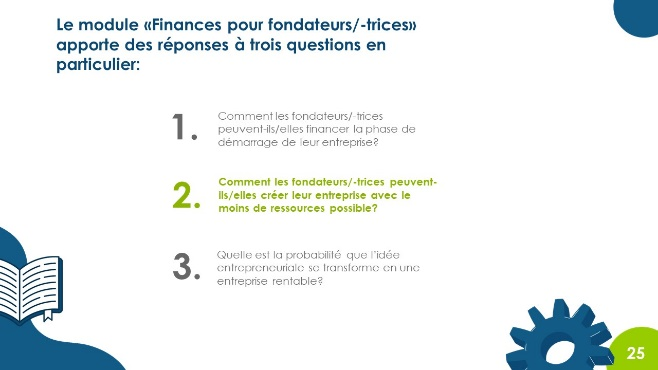 Le module «Finances pour fondateurs/-trices»
apporte des réponses à trois questions en
particulier:
1.
Comment les fondateurs/-trices
peuvent-ils/elles financer la phase de
démarrage de leur entreprise?
2.
Comment les fondateurs/-trices peuvent-
ils/elles créer leur entreprise avec le
moins de ressources possible?
3.
Quelle est la probabilité que l'idée
entrepreneuriale se transforme en une
entreprise rentable?
25